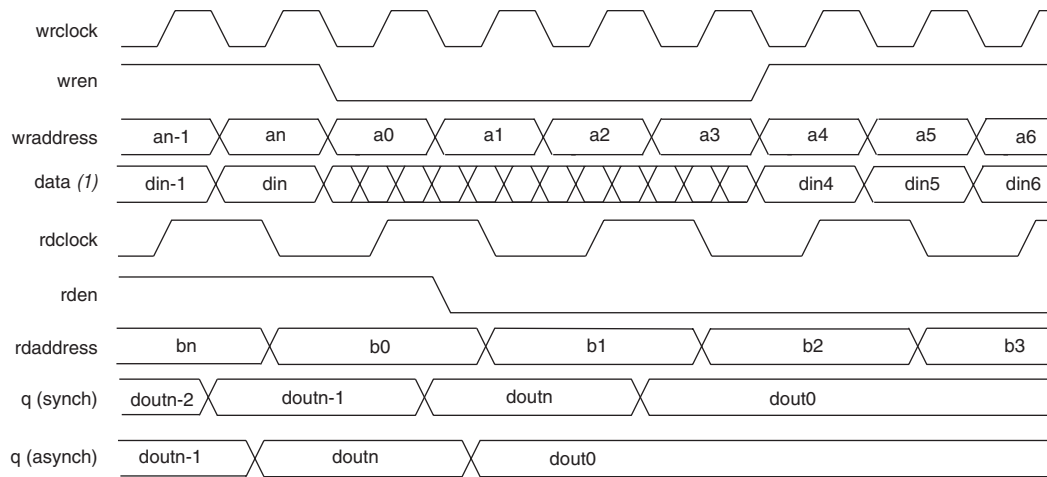 wrclock
wren
wraddress an-1 an a0 a1 a2 a3 a4 a5 a6
data (1) din-1 din din4 din5 din6
rdclock
rden
rdaddress bn b0 b1 b2 b3
q (synch) doutn-2 doutn-1 doutn dout0
q (asynch) doutn-1 doutn dout0